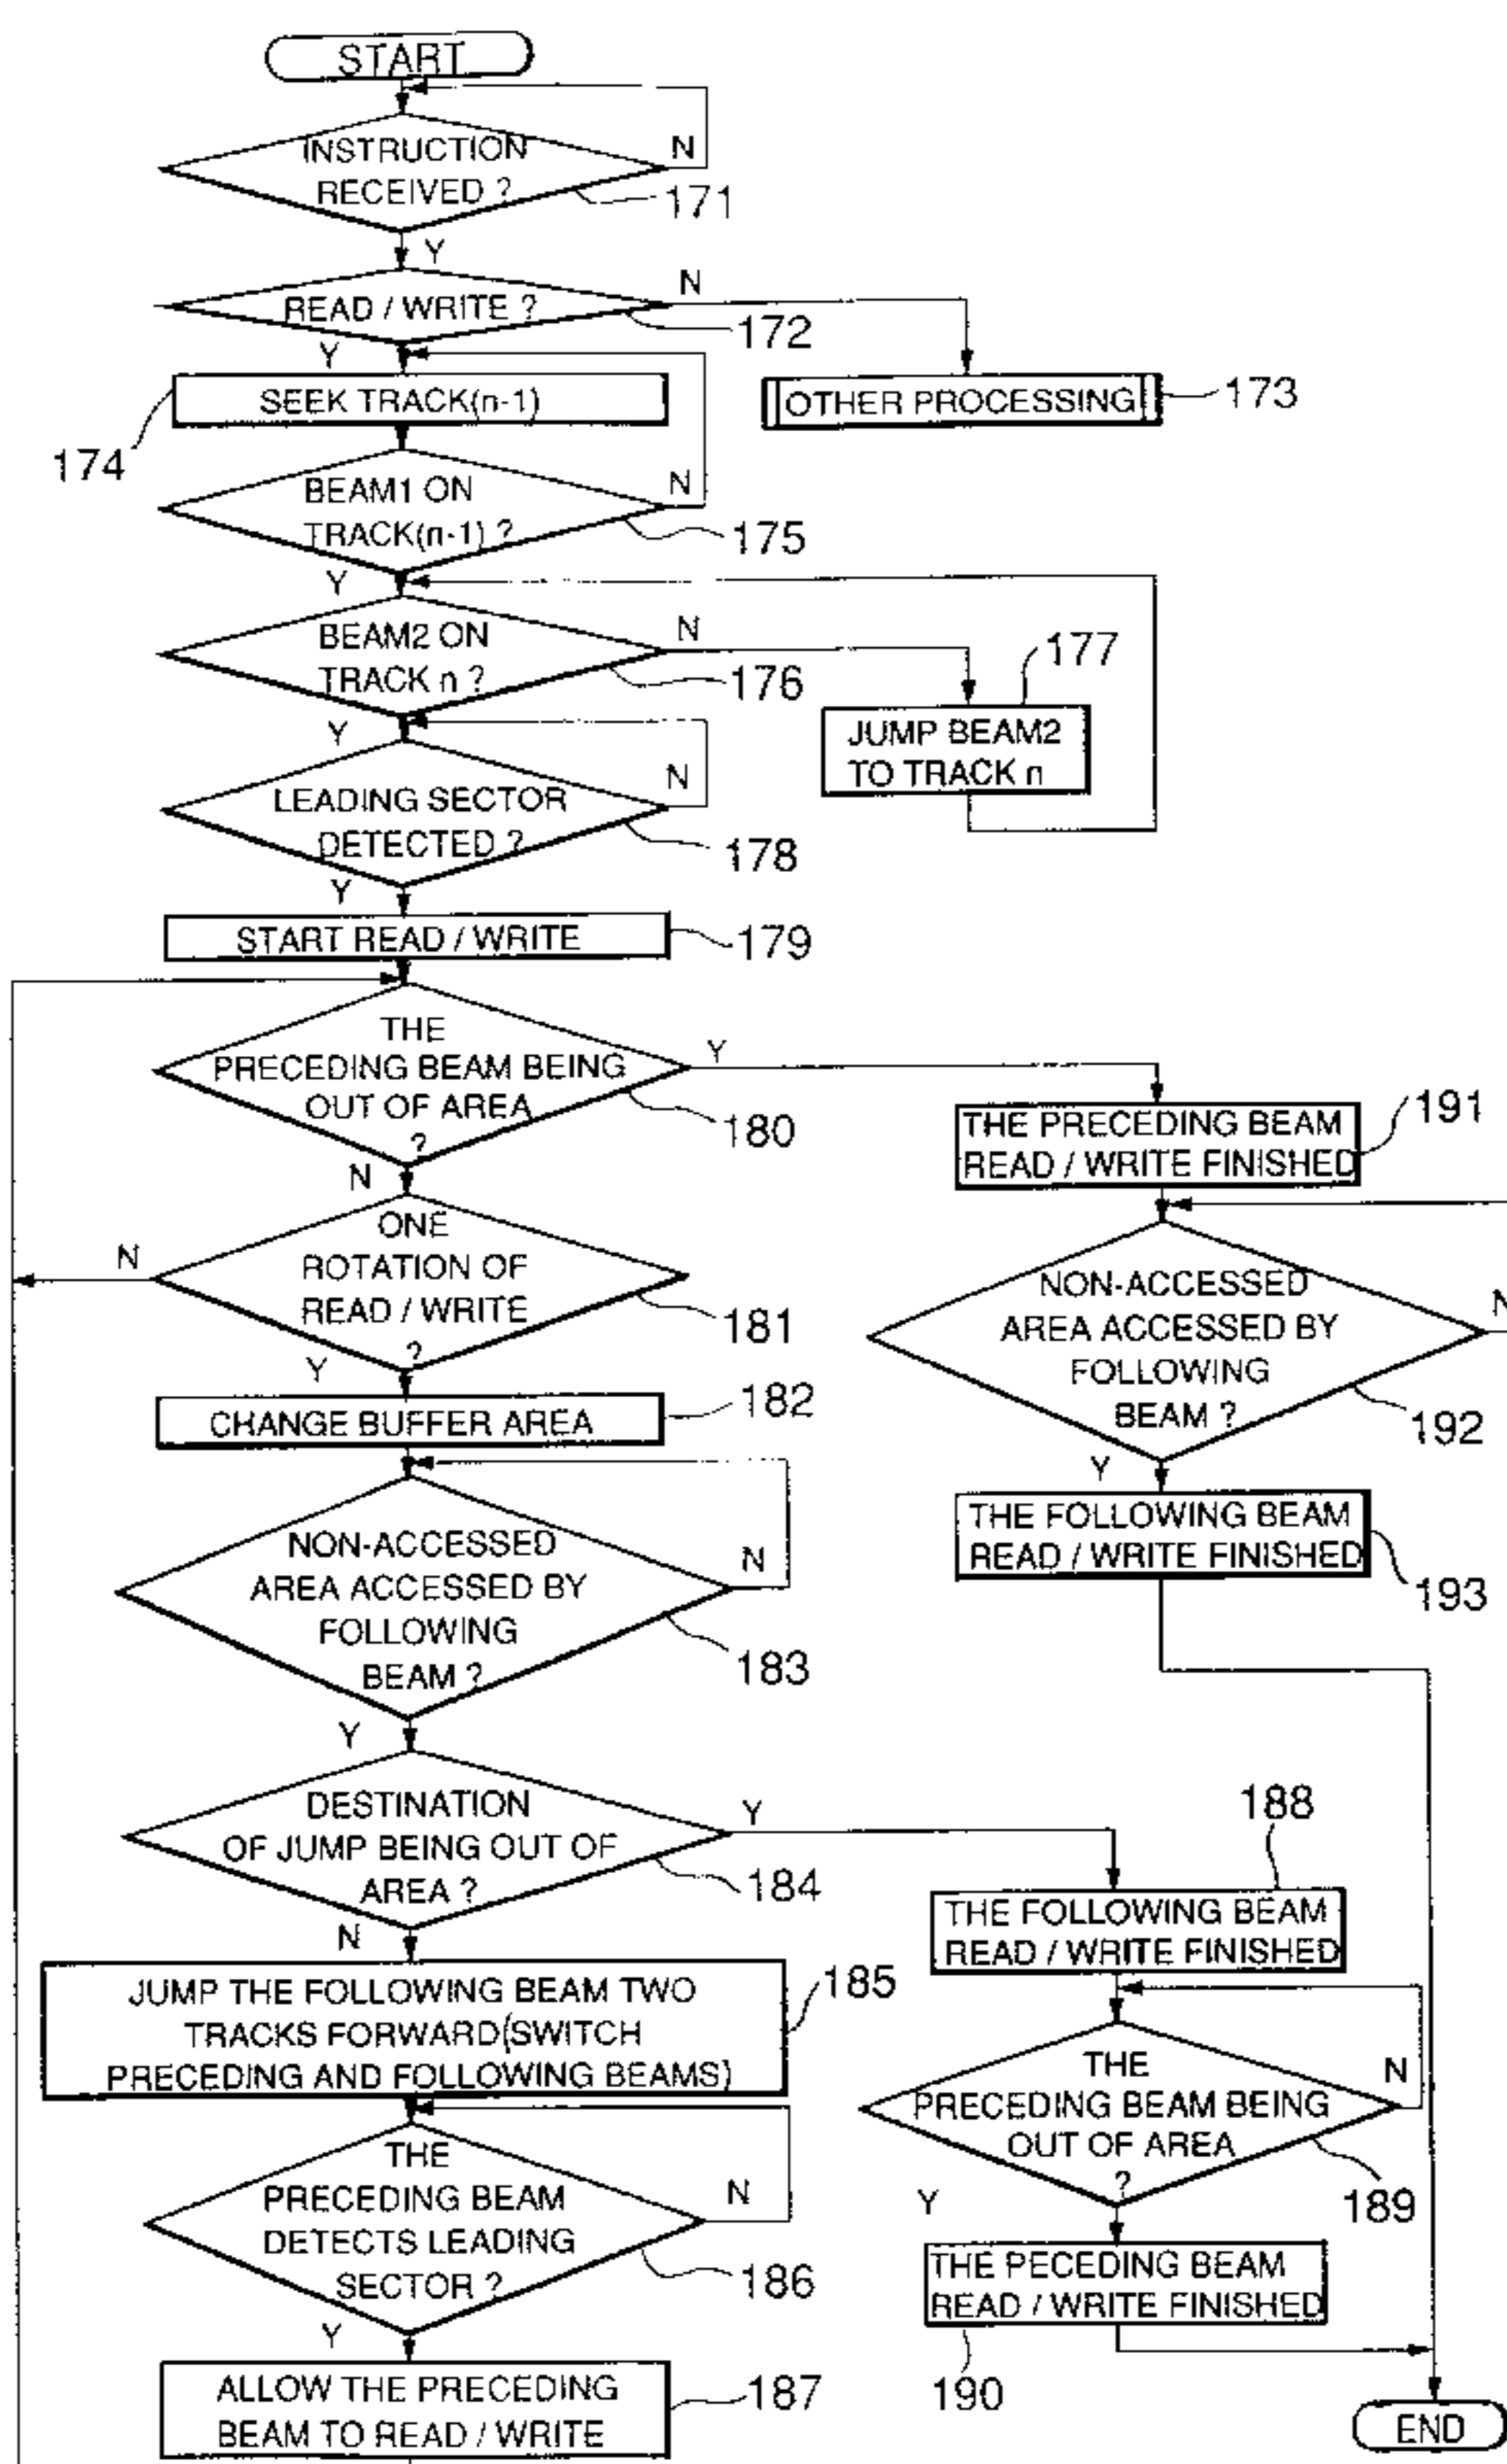 START
INSTRUCTION
RECEIVED ?
N
171
Y
READ / WRITE ?
N
172
Y
SEEK TRACK(n-1)
174
OTHER PROCESSING
173
BEAM1 ON
TRACK(n-1) ?
N
175
Y
BEAM2 ON
TRACK n ?
N
176
177
JUMP BEAM2
TO TRACK n
Y
LEADING SECTOR
DETECTED ?
N
178
Y
START READ / WRITE
179
THE
PRECEDING BEAM BEING
OUT OF AREA
?
Y
180
N
191
THE PRECEDING BEAM
READ / WRITE FINISHED
ONE
ROTATION OF
READ / WRITE
?
N
181
Y
NON-ACCESSED
AREA ACCESSED BY
FOLLOWING
BEAM ?
N
192
Y
CHANGE BUFFER AREA
182
THE FOLLOWING BEAM
READ / WRITE FINISHED
193
NON-ACCESSED
AREA ACCESSED BY
FOLLOWING
BEAM ?
N
183
Y
DESTINATION
OF JUMP BEING OUT OF
AREA ?
Y
184
N
188
THE FOLLOWING BEAM
READ / WRITE FINISHED
JUMP THE FOLLOWING BEAM TWO
TRACKS FORWARD(SWITCH
PRECEDING AND FOLLOWING BEAMS)
185
THE
PRECEDING BEAM BEING
OUT OF AREA
?
N
189
Y
THE
PRECEDING BEAM
DETECTS LEADING
SECTOR ?
N
186
Y
THE PECEDING BEAM
READ / WRITE FINISHED
190
ALLOW THE PRECEDING
BEAM TO READ / WRITE
187
END